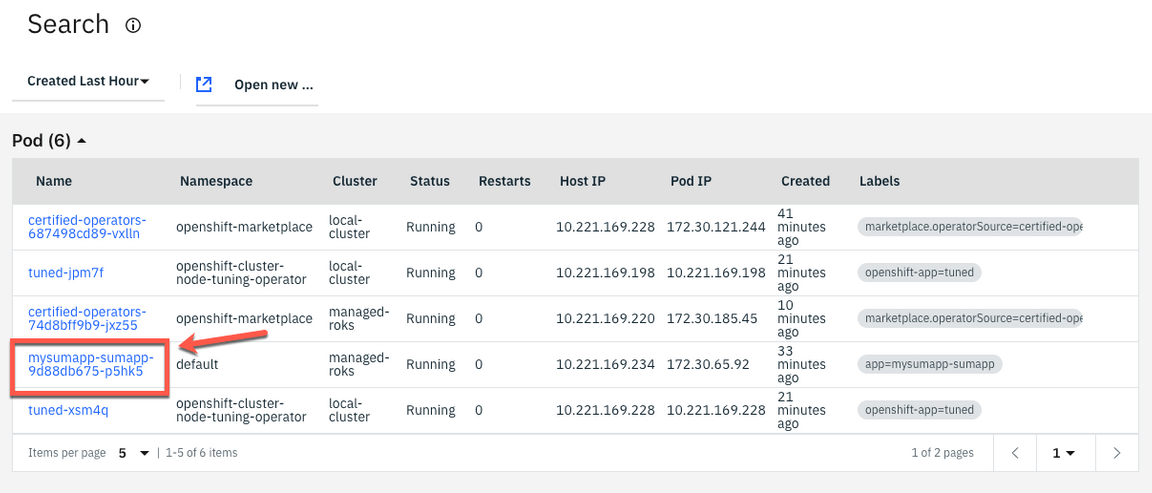 Search
Created Last Hour
Open new ...
Pod (6)
Name Namespace Cluster Status Restarts Host IP Pod IP Created Labels
certified-operators-687498cd89-vxlln openshift-marketplace local-cluster Running 0 10.221.169.228 172.30.121.244 41 minutes ago marketplace.operatorSource=certified-ope
tuned-jpm7f openshift-cluster-node-tuning-operator local-cluster Running 0 10.221.169.198 10.221.169.198 21 minutes ago openshift-app=tuned
certified-operators-74d8bff9b9-jxz55 openshift-marketplace managed-roks Running 0 10.221.169.220 172.30.185.45 10 minutes ago marketplace.operatorSource=certified-ope
mysumapp-sumapp-9d88db675-p5hk5 default managed-roks Running 0 10.221.169.234 172.30.65.92 33 minutes ago app=mysumapp-sumapp
tuned-xsm4q openshift-cluster-node-tuning-operator local-cluster Running 0 10.221.169.228 10.221.169.228 21 minutes ago openshift-app=tuned
Items per page 5 | 1-5 of 6 items 1 of 2 pages 1